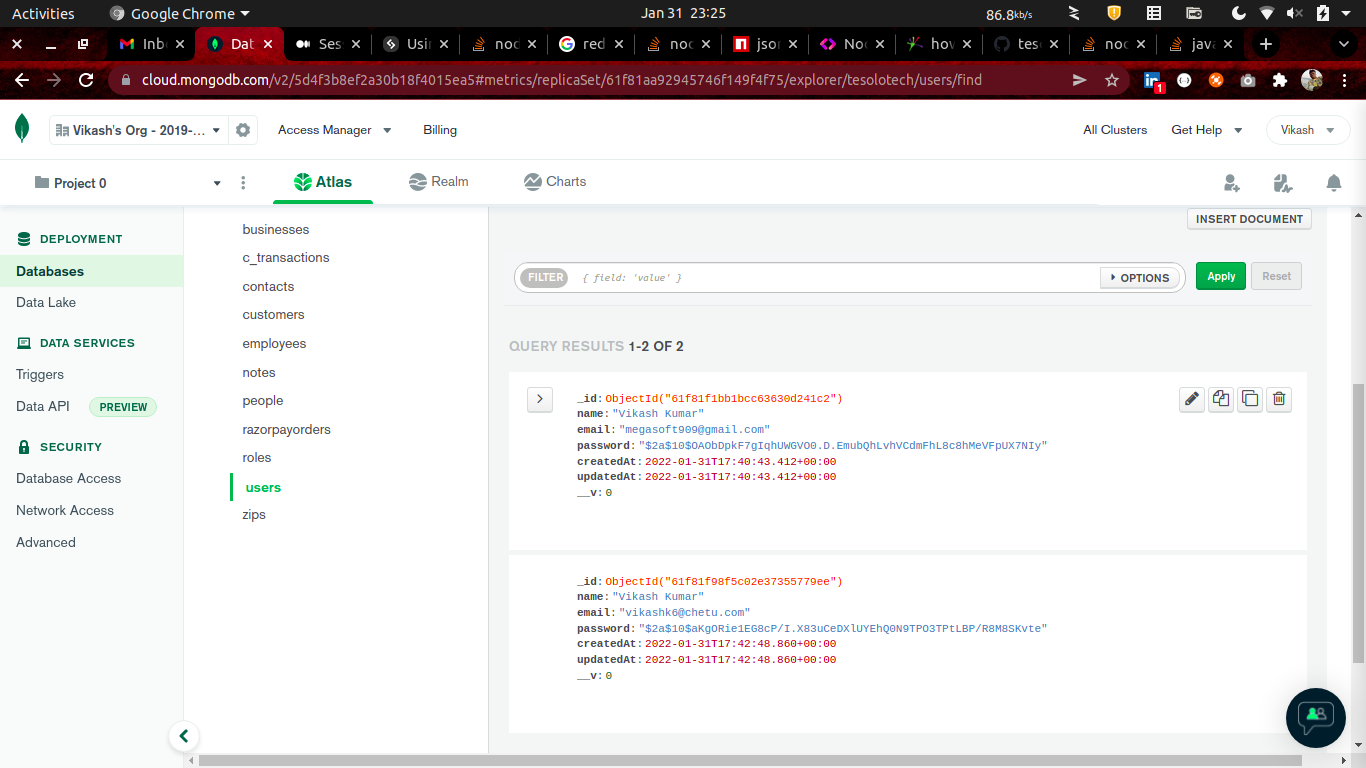 Activities
Google Chrome
Jan 31 23:25
86.8kb/s
Inb
Dat
Ses
Usin
nod
red
noc
json
Noc
hov
tes
noc
java
cloud.mongodb.com/v2/5d4f3b8ef2a30b18f4015ea5#metrics/replicaSet/61f81aa92945746f149f4f75/explorer/tesolotech/users/find
1
Vikash's Org - 2019-...
Access Manager
Billing
All Clusters
Get Help
Vikash
Project 0
Atlas
Realm
Charts
DEPLOYMENT
Databases
Data Lake
DATA SERVICES
Triggers
Data API PREVIEW
SECURITY
Database Access
Network Access
Advanced
businesses
c_transactions
contacts
customers
employees
notes
people
razorpayorders
roles
users
zips
INSERT DOCUMENT
FILTER { field: 'value' } OPTIONS Apply Reset
QUERY RESULTS 1-2 OF 2
_id: ObjectId("61f81f1bb1bcc63630d241c2")
name: "Vikash Kumar"
email: "megasoft909@gmail.com"
password: "$2a$10$OAObDpkF7gIqhUWGVO0.D.EmubQhLvhVCdmFhL8c8hMeVFpUX7NIy"
createdAt: 2022-01-31T17:40:43.412+00:00
updatedAt: 2022-01-31T17:40:43.412+00:00
__v: 0
_id: ObjectId("61f81f98f5c02e37355779ee")
name: "Vikash Kumar"
email: "vikashk6@chetu.com"
password: "$2a$10$aKgORie1EG8cP/I.X83uCeDXlUYEhQ0N9TPO3TPtLBP/R8M8SKvte"
createdAt: 2022-01-31T17:42:48.860+00:00
updatedAt: 2022-01-31T17:42:48.860+00:00
__v: 0